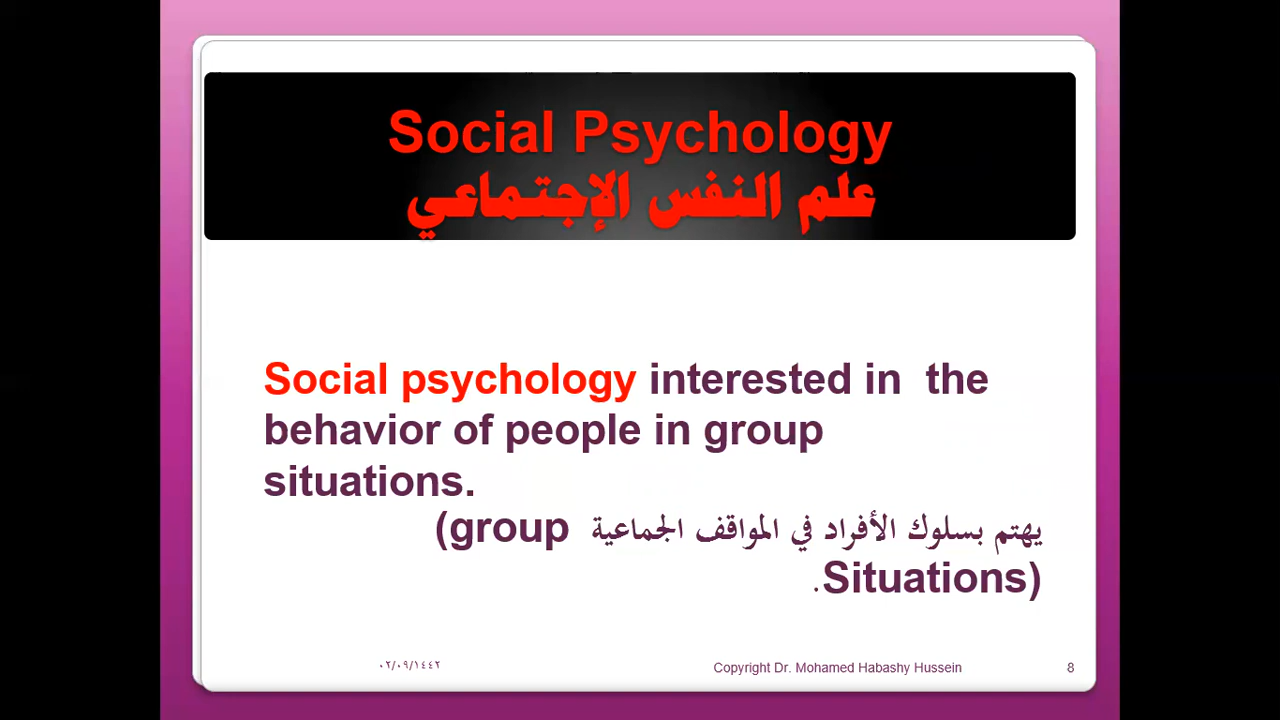 Social Psychology
علم النفس الإجتماعي
Social psychology interested in the
behavior of people in group
situations.
يهتم بسلوك الأفراد في المواقف الجماعية (group
Situations).
٠٢/٠٩/١٤٤٢
Copyright Dr. Mohamed Habashy Hussein
8